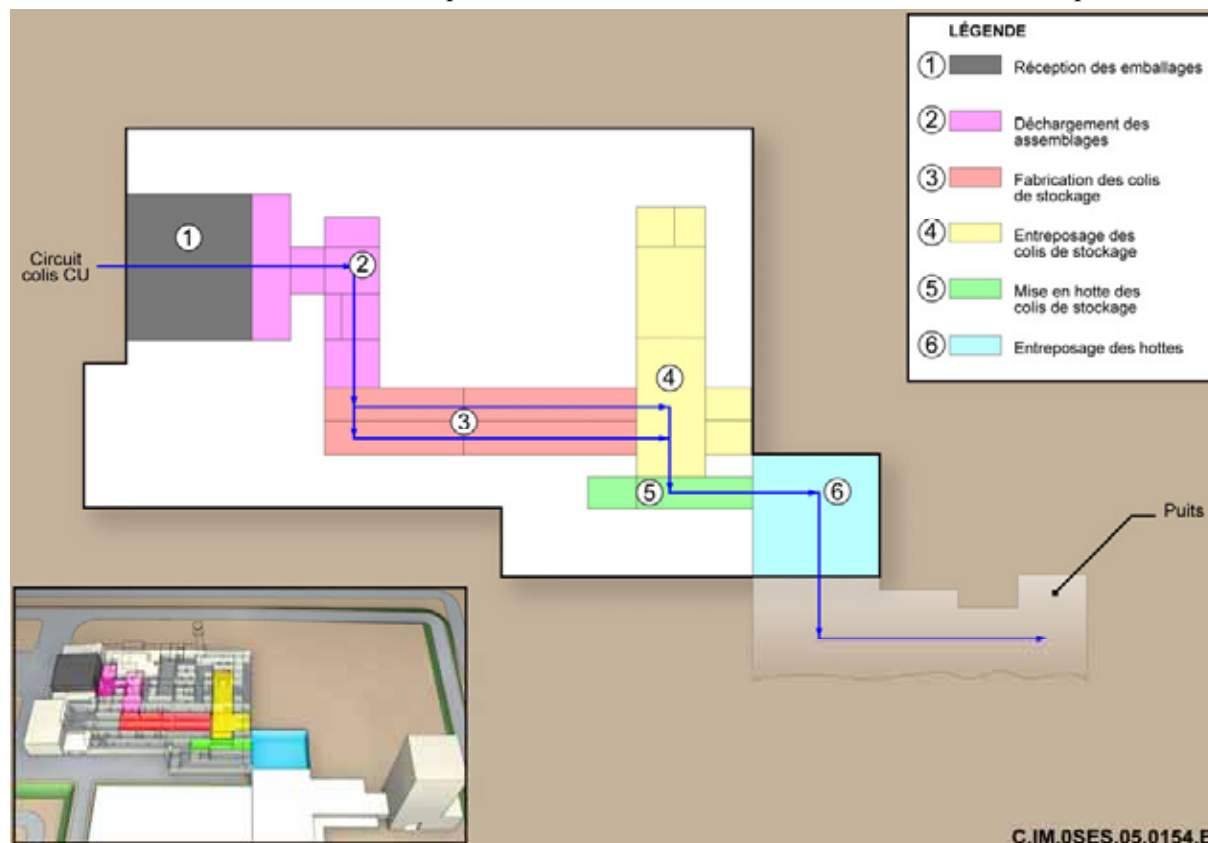 LÉGENDE
① Réception des emballages
② Déchargement des
assemblages
③ Fabrication des colis
de stockage
④ Entreposage des
colis de stockage
⑤ Mise en hotte des
colis de stockage
⑥ Entreposage des hottes
①
Circuit
colis CU
②
③
④
⑤
⑥
Puits
C.IM.0SES.05.0154.